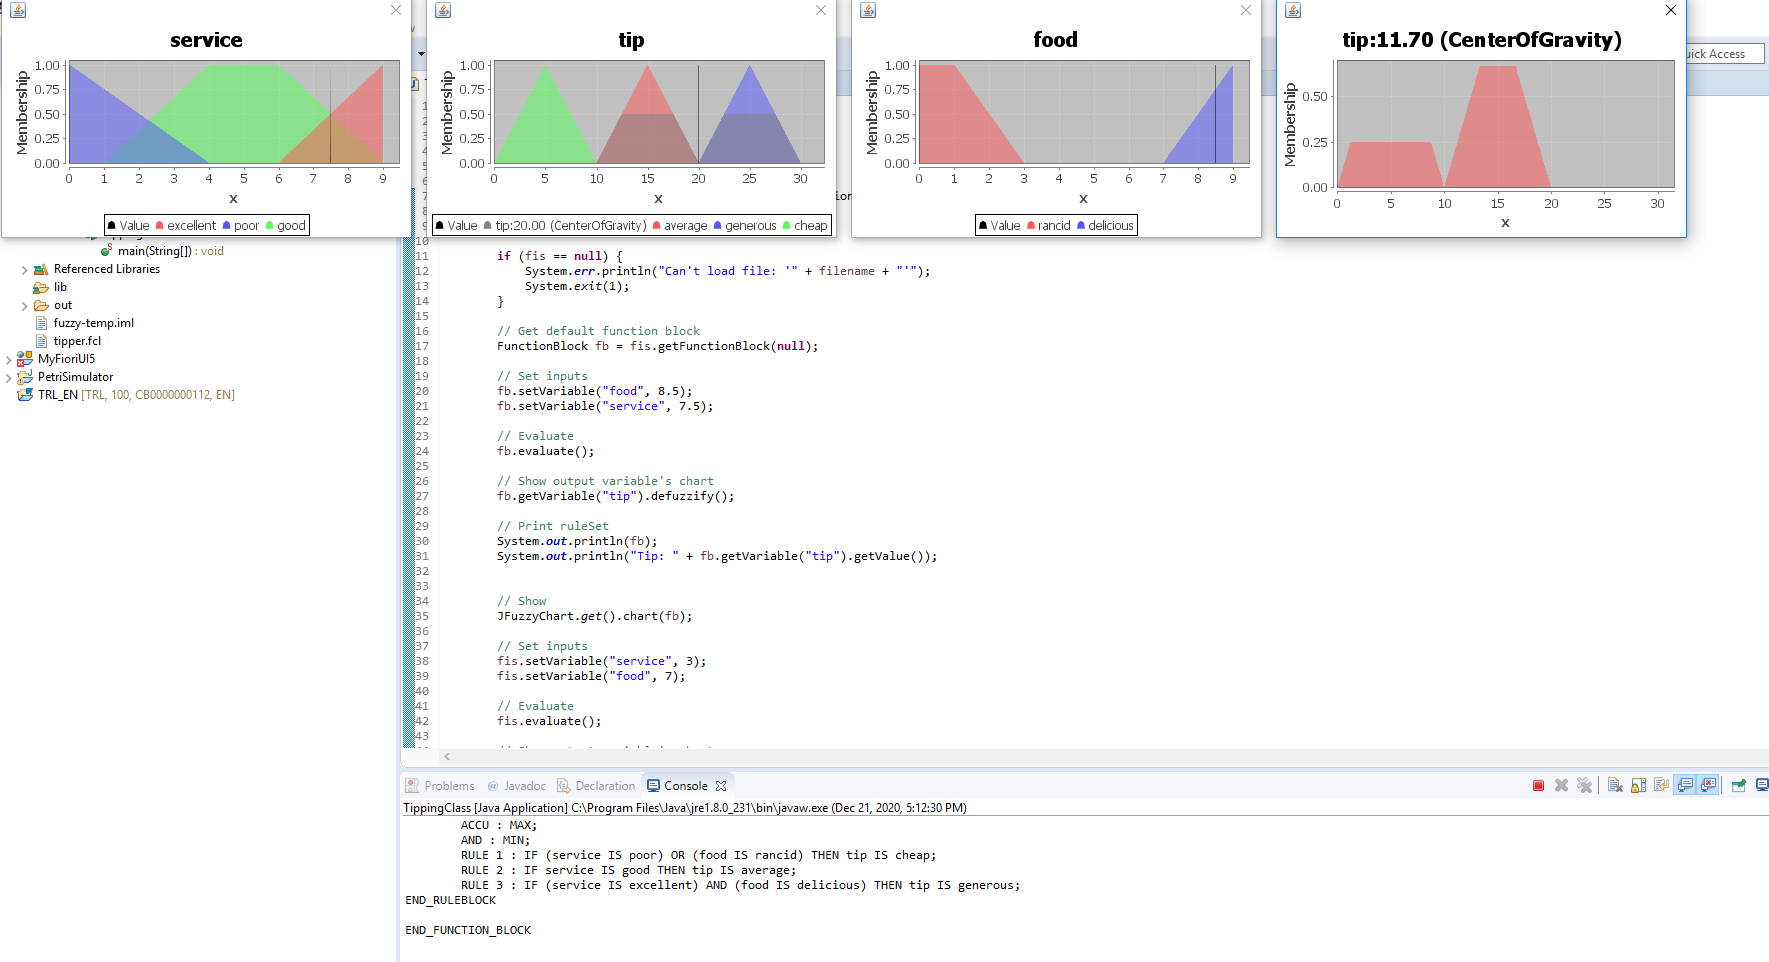 service
Membership
1.00
0.75
0.50
0.25
0.00
0 1 2 3 4 5 6 7 8 9
x
Value excellent poor good
tip
Membership
1.00
0.75
0.50
0.25
0.00
0 5 10 15 20 25 30
x
Value tip:20.00 (CenterOfGravity) average generous cheap
food
Membership
1.00
0.75
0.50
0.25
0.00
0 1 2 3 4 5 6 7 8 9
x
Value rancid delicious
tip:11.70 (CenterOfGravity)
Membership
0.50
0.25
0.00
0 5 10 15 20 25 30
x
uick Access
main(String[]) : void
Referenced Libraries
lib
out
fuzzy-temp.iml
tipper.fcl
MyFioriUI5
PetriSimulator
TRL_EN [TRL, 100, CB0000000112, EN]
10
11 if (fis == null) {
12 System.err.println("Can't load file: '" + filename + "'");
13 System.exit(1);
14 }
15
16 // Get default function block
17 FunctionBlock fb = fis.getFunctionBlock(null);
18
19 // Set inputs
20 fb.setVariable("food", 8.5);
21 fb.setVariable("service", 7.5);
22
23 // Evaluate
24 fb.evaluate();
25
26 // Show output variable's chart
27 fb.getVariable("tip").defuzzify();
28
29 // Print ruleSet
30 System.out.println(fb);
31 System.out.println("Tip: " + fb.getVariable("tip").getValue());
32
33
34 // Show
35 JFuzzyChart.get().chart(fb);
36
37 // Set inputs
38 fis.setVariable("service", 3);
39 fis.setVariable("food", 7);
40
41 // Evaluate
42 fis.evaluate();
43
Problems @ Javadoc Declaration Console
TippingClass [Java Application] C:\Program Files\Java\jre1.8.0_231\bin\javaw.exe (Dec 21, 2020, 5:12:30 PM)
ACCU : MAX;
AND : MIN;
RULE 1 : IF (service IS poor) OR (food IS rancid) THEN tip IS cheap;
RULE 2 : IF service IS good THEN tip IS average;
RULE 3 : IF (service IS excellent) AND (food IS delicious) THEN tip IS generous;
END_RULEBLOCK
END_FUNCTION_BLOCK